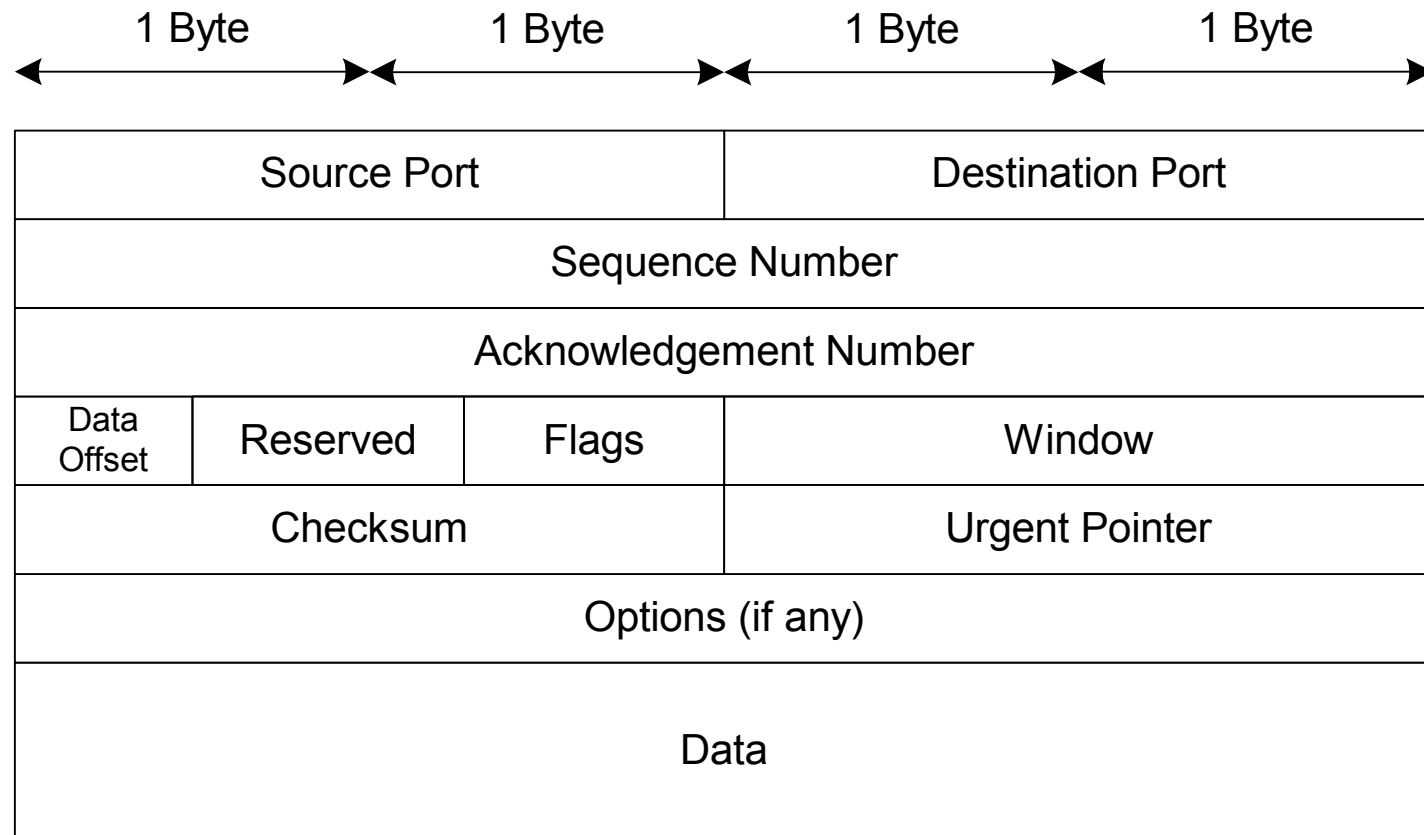 1 Byte 1 Byte 1 Byte 1 Byte
Source Port Destination Port
Sequence Number
Acknowledgement Number
Data
Offset
Reserved Flags Window
Checksum Urgent Pointer
Options (if any)
Data